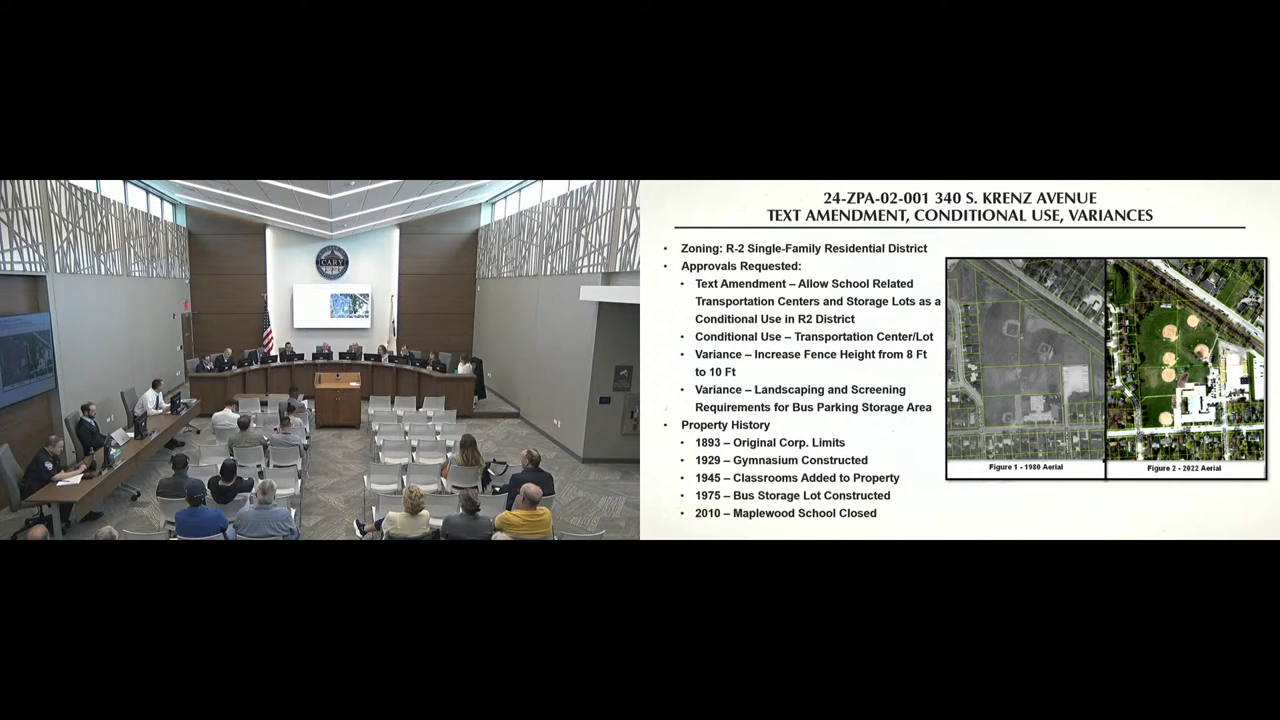 CARY
24-ZPA-02-001 340 S. KRENZ AVENUE
TEXT AMENDMENT, CONDITIONAL USE, VARIANCES
• Zoning: R-2 Single-Family Residential District
• Approvals Requested:
• Text Amendment – Allow School Related
Transportation Centers and Storage Lots as a
Conditional Use in R2 District
• Conditional Use – Transportation Center/Lot
• Variance – Increase Fence Height from 8 Ft
to 10 Ft
• Variance – Landscaping and Screening
Requirements for Bus Parking Storage Area
• Property History
• 1893 – Original Corp. Limits
• 1929 – Gymnasium Constructed
• 1945 – Classrooms Added to Property
• 1975 – Bus Storage Lot Constructed
• 2010 – Maplewood School Closed
Figure 1 - 1980 Aerial
Figure 2 - 2022 Aerial